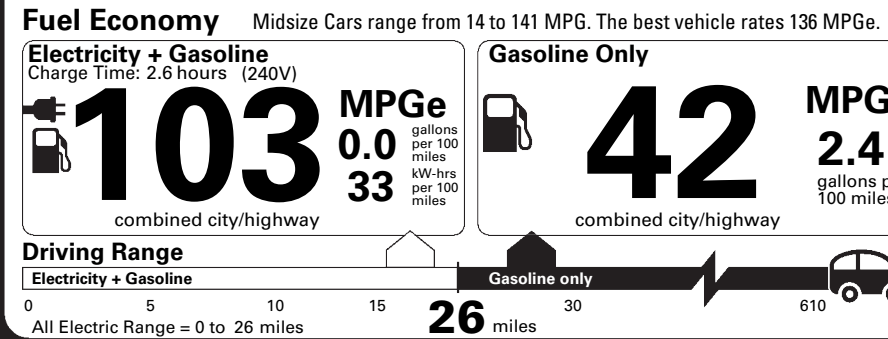 Fuel Economy Midsize Cars range from 14 to 141 MPG. The best vehicle rates 136 MPGe.
Electricity + Gasoline
Charge Time: 2.6 hours (240V)
103
MPGe
0.0 gallons per 100 miles
33 kW-hrs per 100 miles
combined city/highway
Gasoline Only
42
MPG
2.4
gallons p
100 miles
combined city/highway
Driving Range
Electricity + Gasoline Gasoline only
0 5 10 15 26 miles 30 610
All Electric Range = 0 to 26 miles